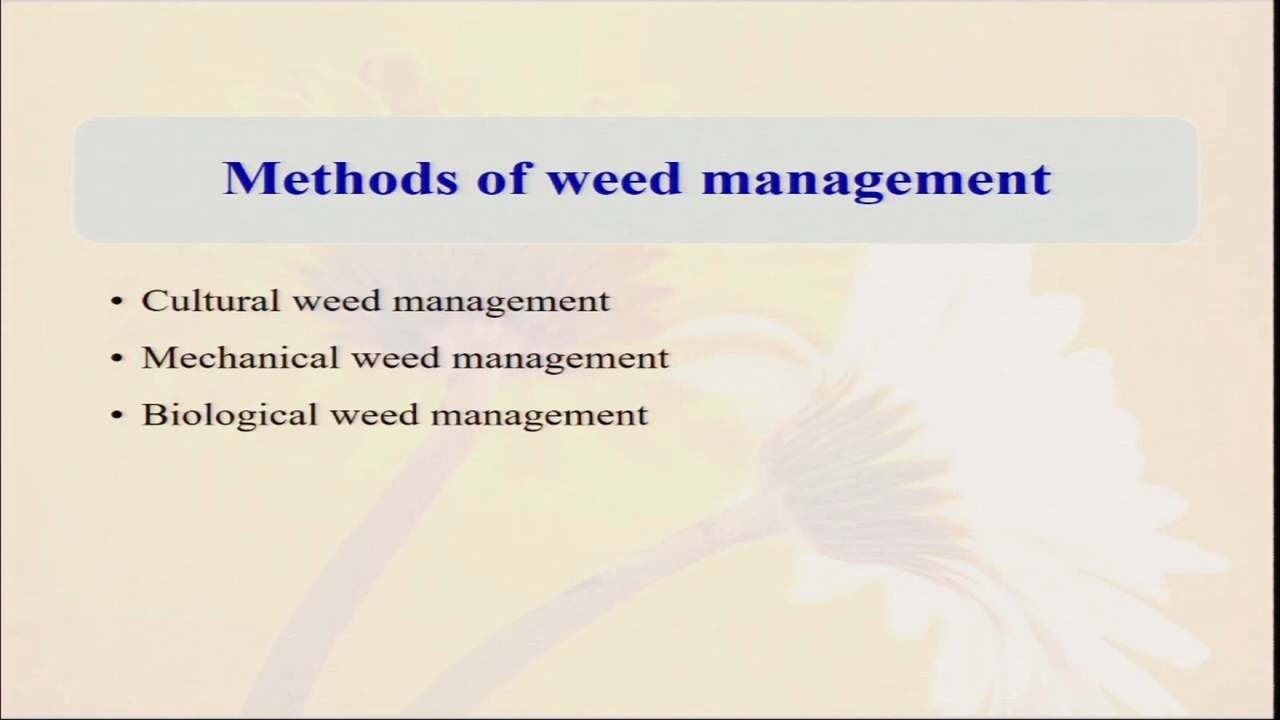 Methods of weed management
• Cultural weed management
• Mechanical weed management
• Biological weed management